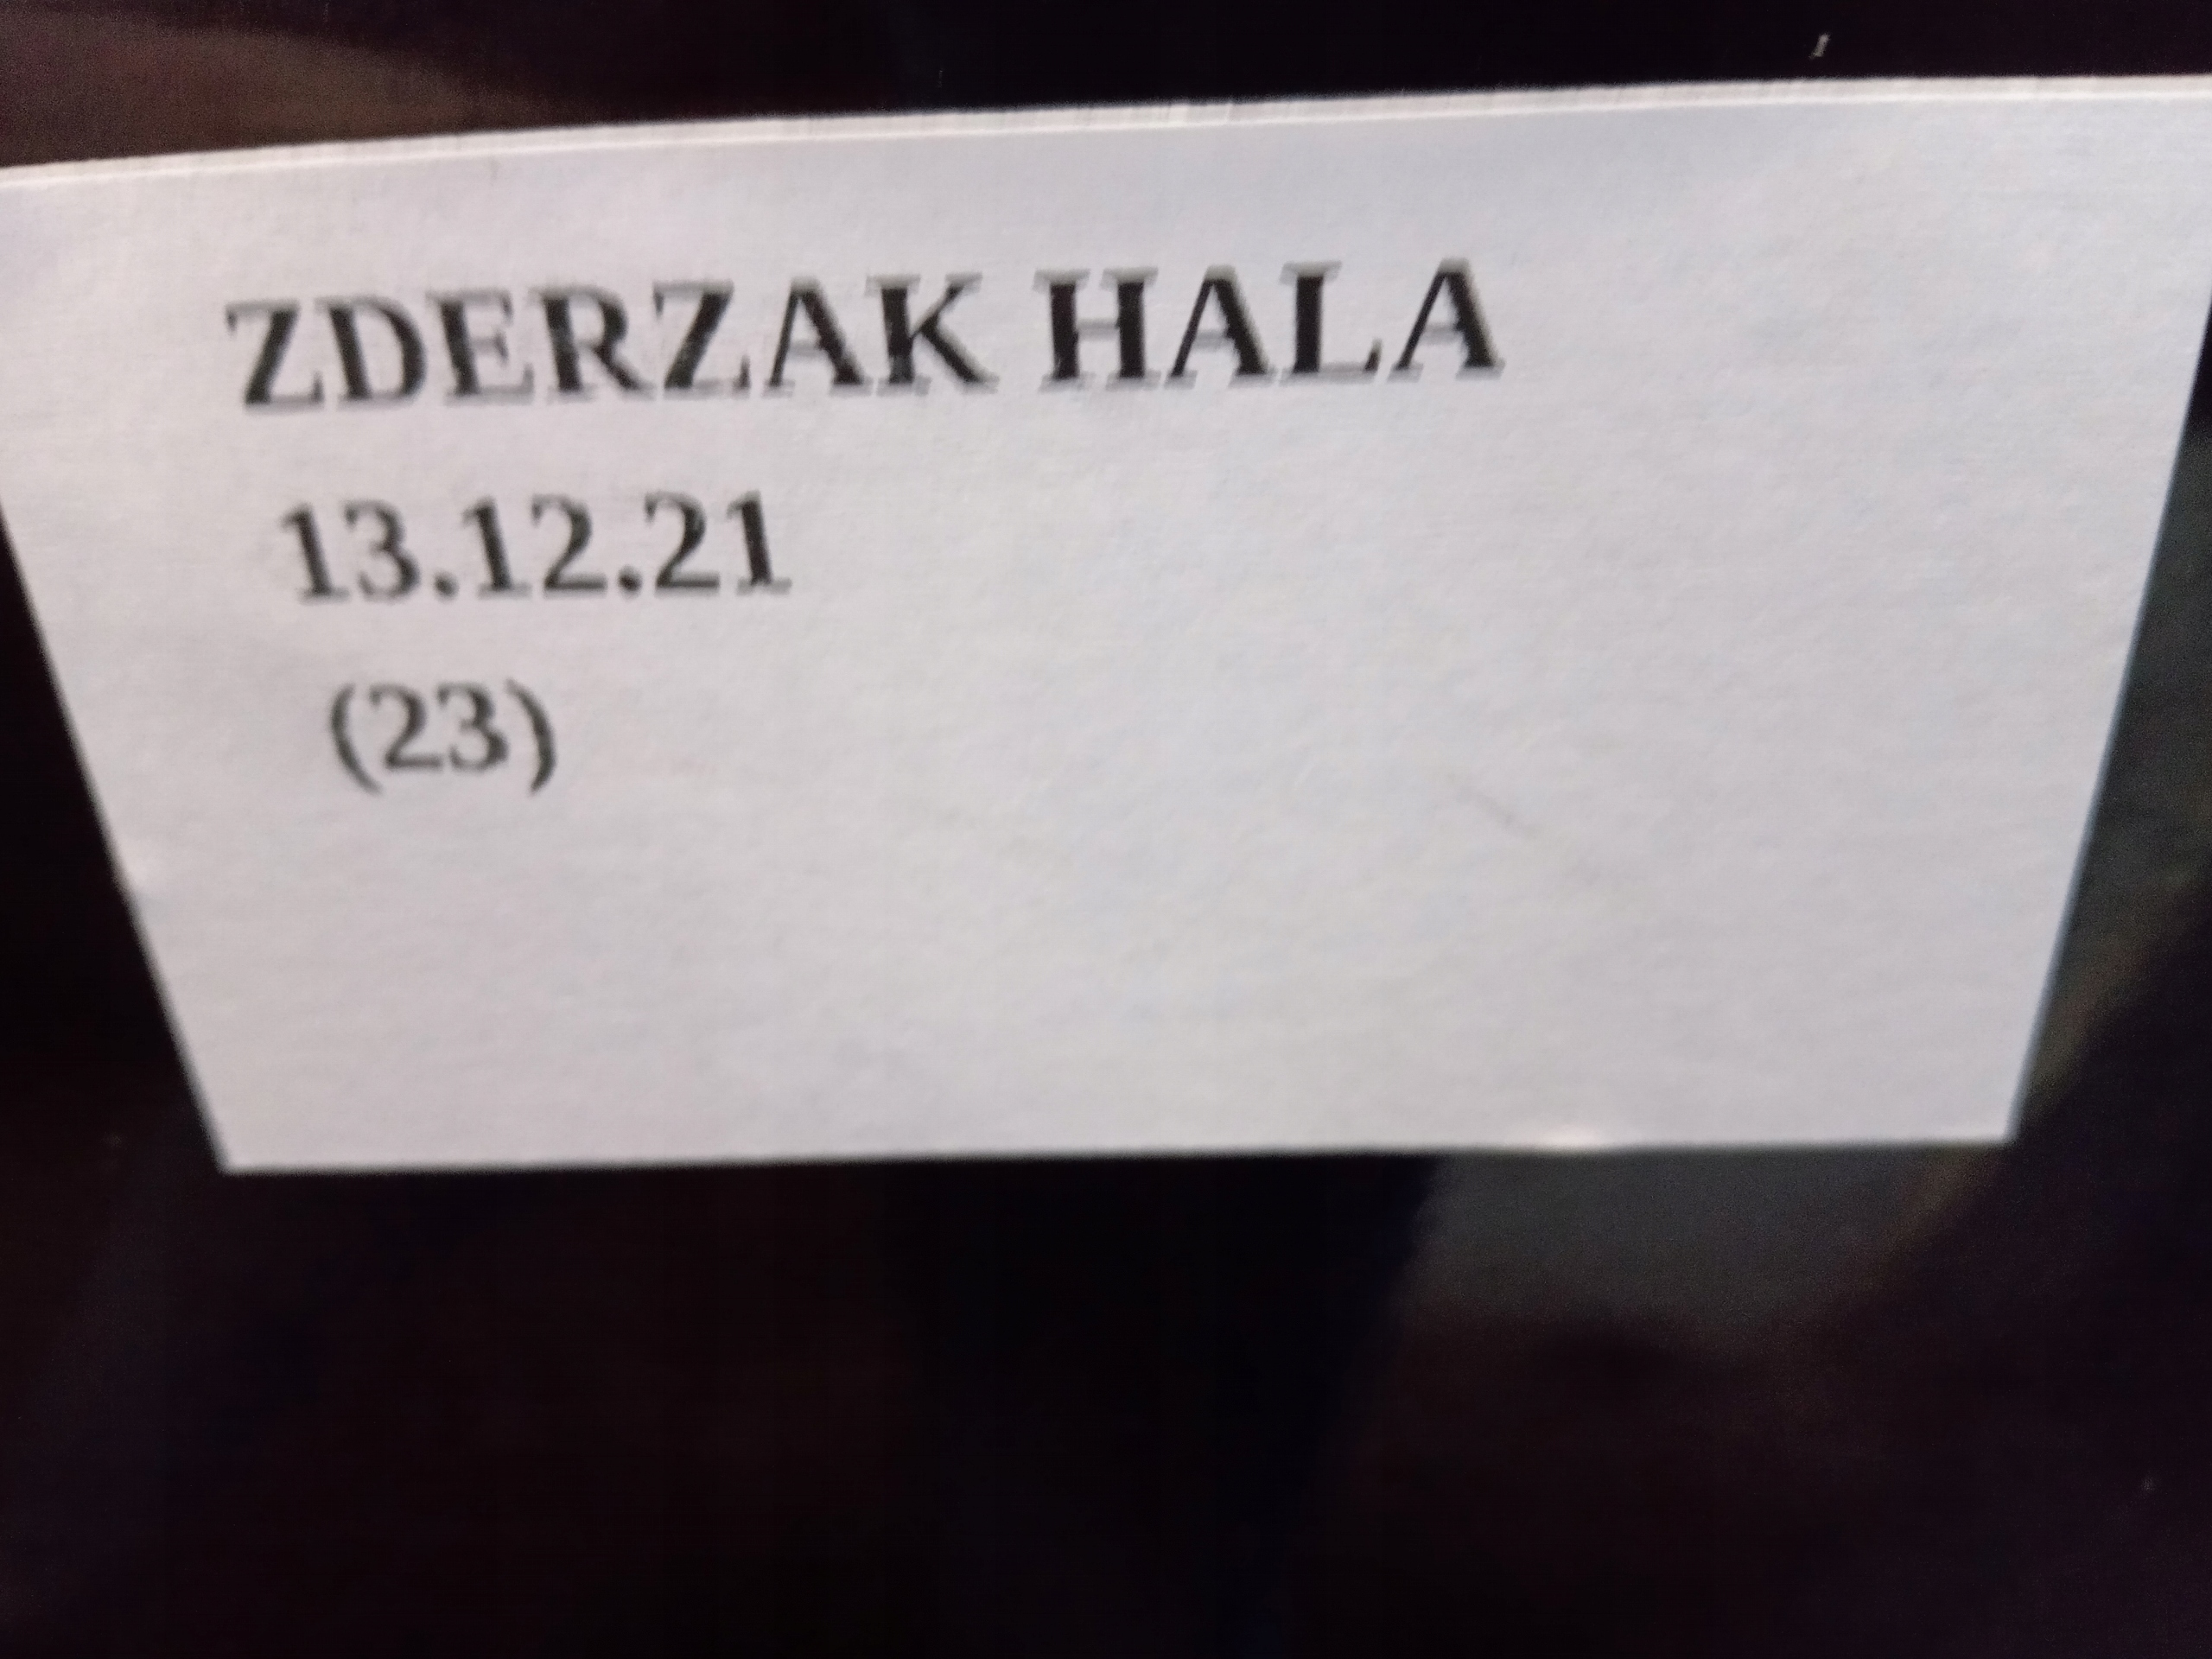 ZDERZAK HALA
13.12.21
(23)